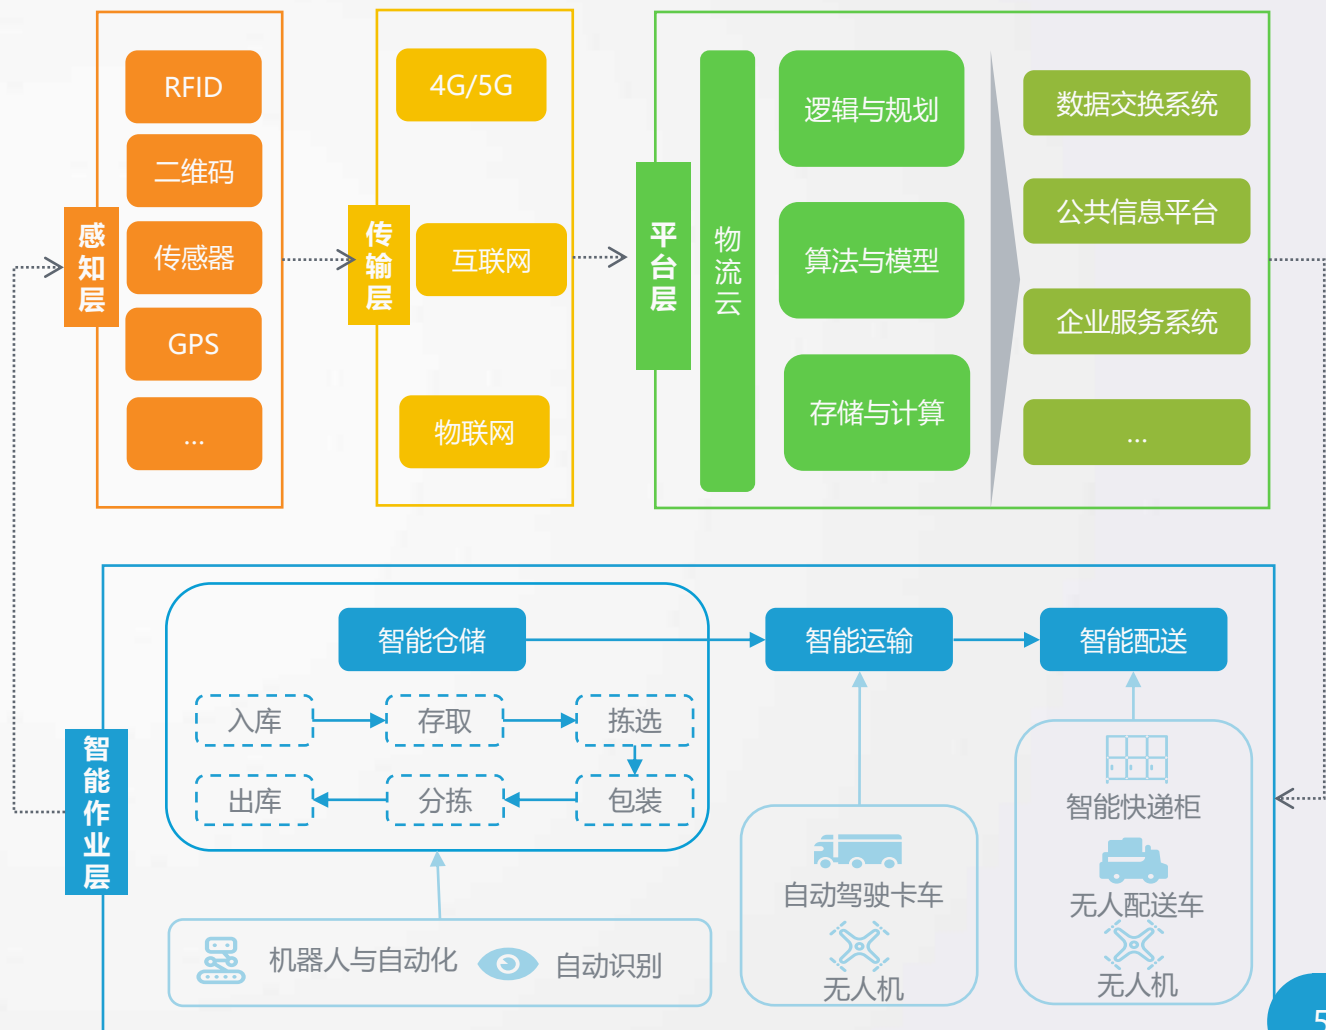 感知层
RFID
二维码
传感器
GPS
...
传输层
4G/5G
互联网
物联网
平台层
物流云
逻辑与规划
算法与模型
存储与计算
数据交换系统
公共信息平台
企业服务系统
...
智能作业层
智能仓储
智能运输
智能配送
入库
存取
拣选
出库
分拣
包装
机器人与自动化
自动识别
自动驾驶卡车
无人机
智能快递柜
无人配送车
无人机
5